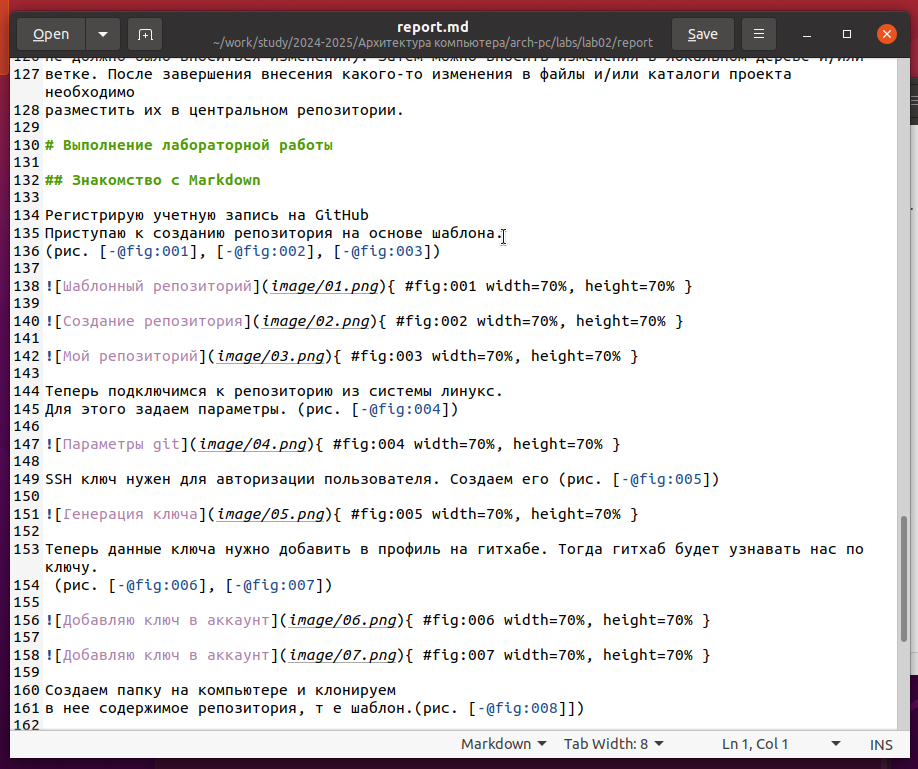 Open
report.md
~/work/study/2024-2025/Архитектура компьютера/arch-pc/labs/lab02/report
Save
126 не должно было вноситься изменений). Затем можно вносить изменения в локальном дереве и/или
127 ветке. После завершения внесения какого-то изменения в файлы и/или каталоги проекта
необходимо
128 разместить их в центральном репозитории.
129
130 # Выполнение лабораторной работы
131
132 ## Знакомство с Markdown
133
134 Регистрирую учетную запись на GitHub
135 Приступаю к созданию репозитория на основе шаблона.
136 (рис. [-@fig:001], [-@fig:002], [-@fig:003])
137
138 ![Шаблонный репозиторий](image/01.png){ #fig:001 width=70%, height=70% }
139
140 ![Создание репозитория](image/02.png){ #fig:002 width=70%, height=70% }
141
142 ![Мой репозиторий](image/03.png){ #fig:003 width=70%, height=70% }
143
144 Теперь подключимся к репозиторию из системы линукс.
145 Для этого задаем параметры. (рис. [-@fig:004])
146
147 ![Параметры git](image/04.png){ #fig:004 width=70%, height=70% }
148
149 SSH ключ нужен для авторизации пользователя. Создаем его (рис. [-@fig:005])
150
151 ![Генерация ключа](image/05.png){ #fig:005 width=70%, height=70% }
152
153 Теперь данные ключа нужно добавить в профиль на гитхабе. Тогда гитхаб будет узнавать нас по
ключу.
154  (рис. [-@fig:006], [-@fig:007])
155
156 ![Добавляю ключ в аккаунт](image/06.png){ #fig:006 width=70%, height=70% }
157
158 ![Добавляю ключ в аккаунт](image/07.png){ #fig:007 width=70%, height=70% }
159
160 Создаем папку на компьютере и клонируем
161 в нее содержимое репозитория, т е шаблон.(рис. [-@fig:008]])
162
Markdown
Tab Width: 8
Ln 1, Col 1
INS